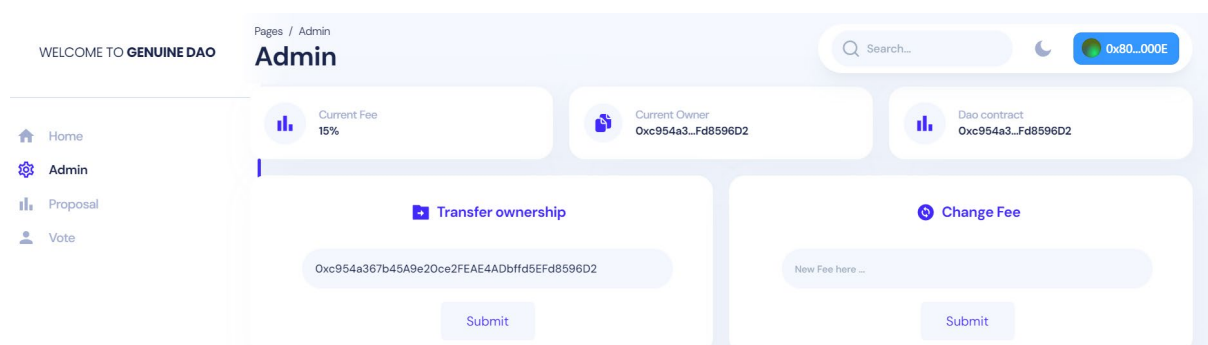 WELCOME TO GENUINE DAO
Home
Admin
Proposal
Vote
Pages / Admin
Admin
Search...
0x80...000E
Current Fee
15%
Current Owner
0xc954a3...Fd8596D2
Dao contract
0xc954a3...Fd8596D2
Transfer ownership
0xc954a367b45A9e20ce2FEAE4ADbffd5EFd8596D2
Submit
Change Fee
New Fee here ...
Submit